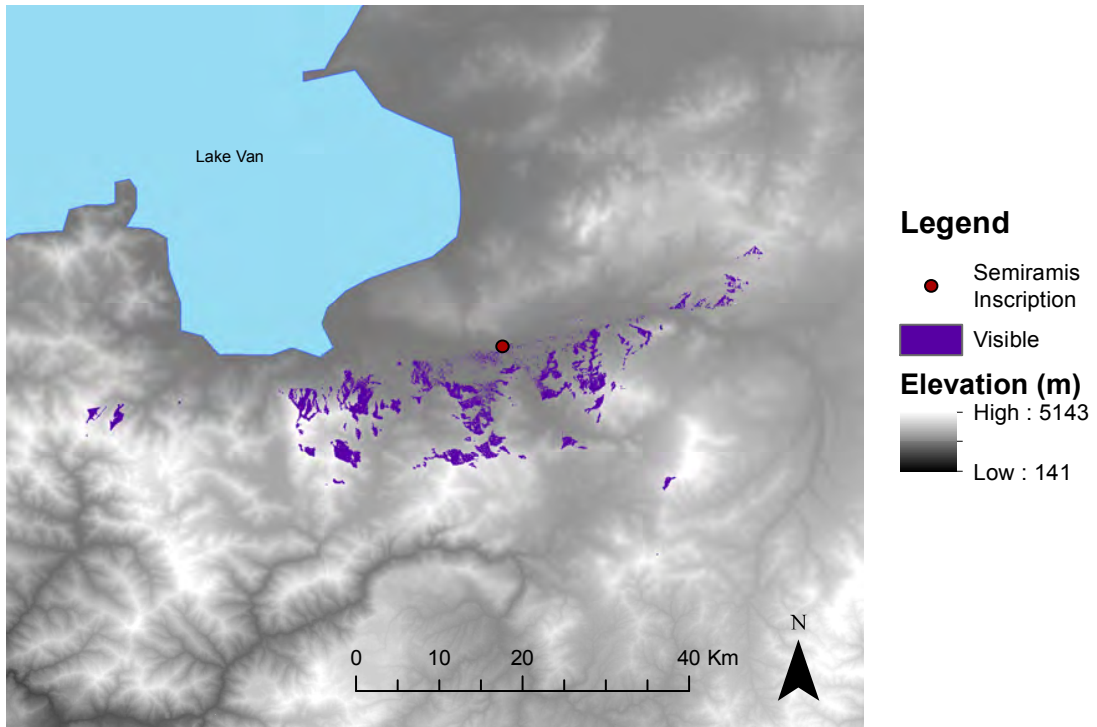 Lake Van
Legend
Semiramis
Inscription
Visible
Elevation (m)
High : 5143
Low : 141
N
0 10 20 40 Km